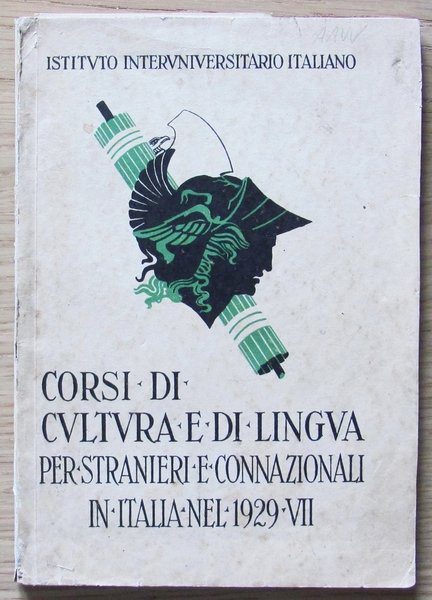 ISTITVTO INTERVNIVERSITARIO ITALIANO
CORSI · DI ·
CVLTVRA · E · DI · LINGVA
PER · STRANIERI · E · CONNAZIONALI
IN · ITALIA · NEL · 1929 · VII